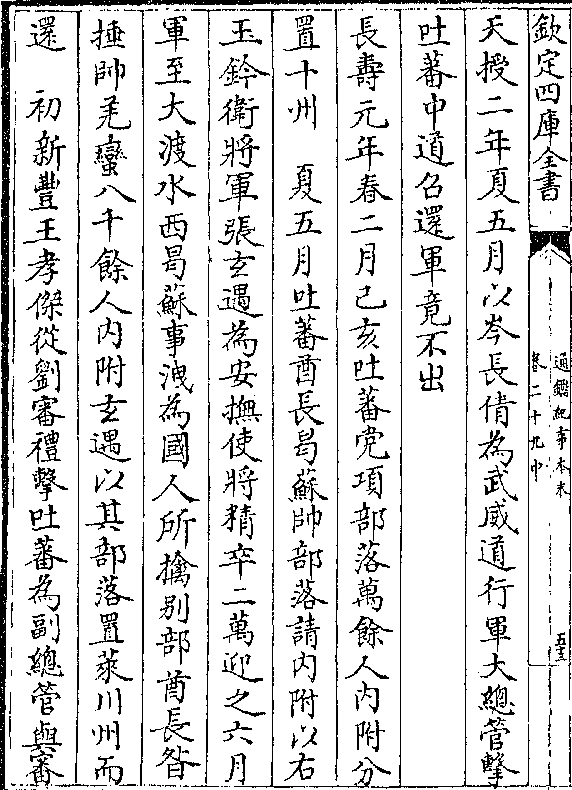 欽定四庫全書
通鑑紀事本末
卷二十九中
五三
天授二年夏五月以岑長倩為武威道行軍大總管擊
吐蕃中道召還軍竟不出
長壽元年春二月己亥吐蕃党項部落萬餘人內附分
置十州　夏五月吐蕃酋長曷蘇帥部落請內附以右
玉鈐衛將軍張玄遇為安撫使將精卒二萬迎之六月
軍至大渡水西曷蘇事洩為國人所擒別部酋長昝
捶帥羌蠻八千餘人內附玄遇以其部落置萊川州而
還　初新豐王孝傑從劉審禮擊吐蕃為副總管與審